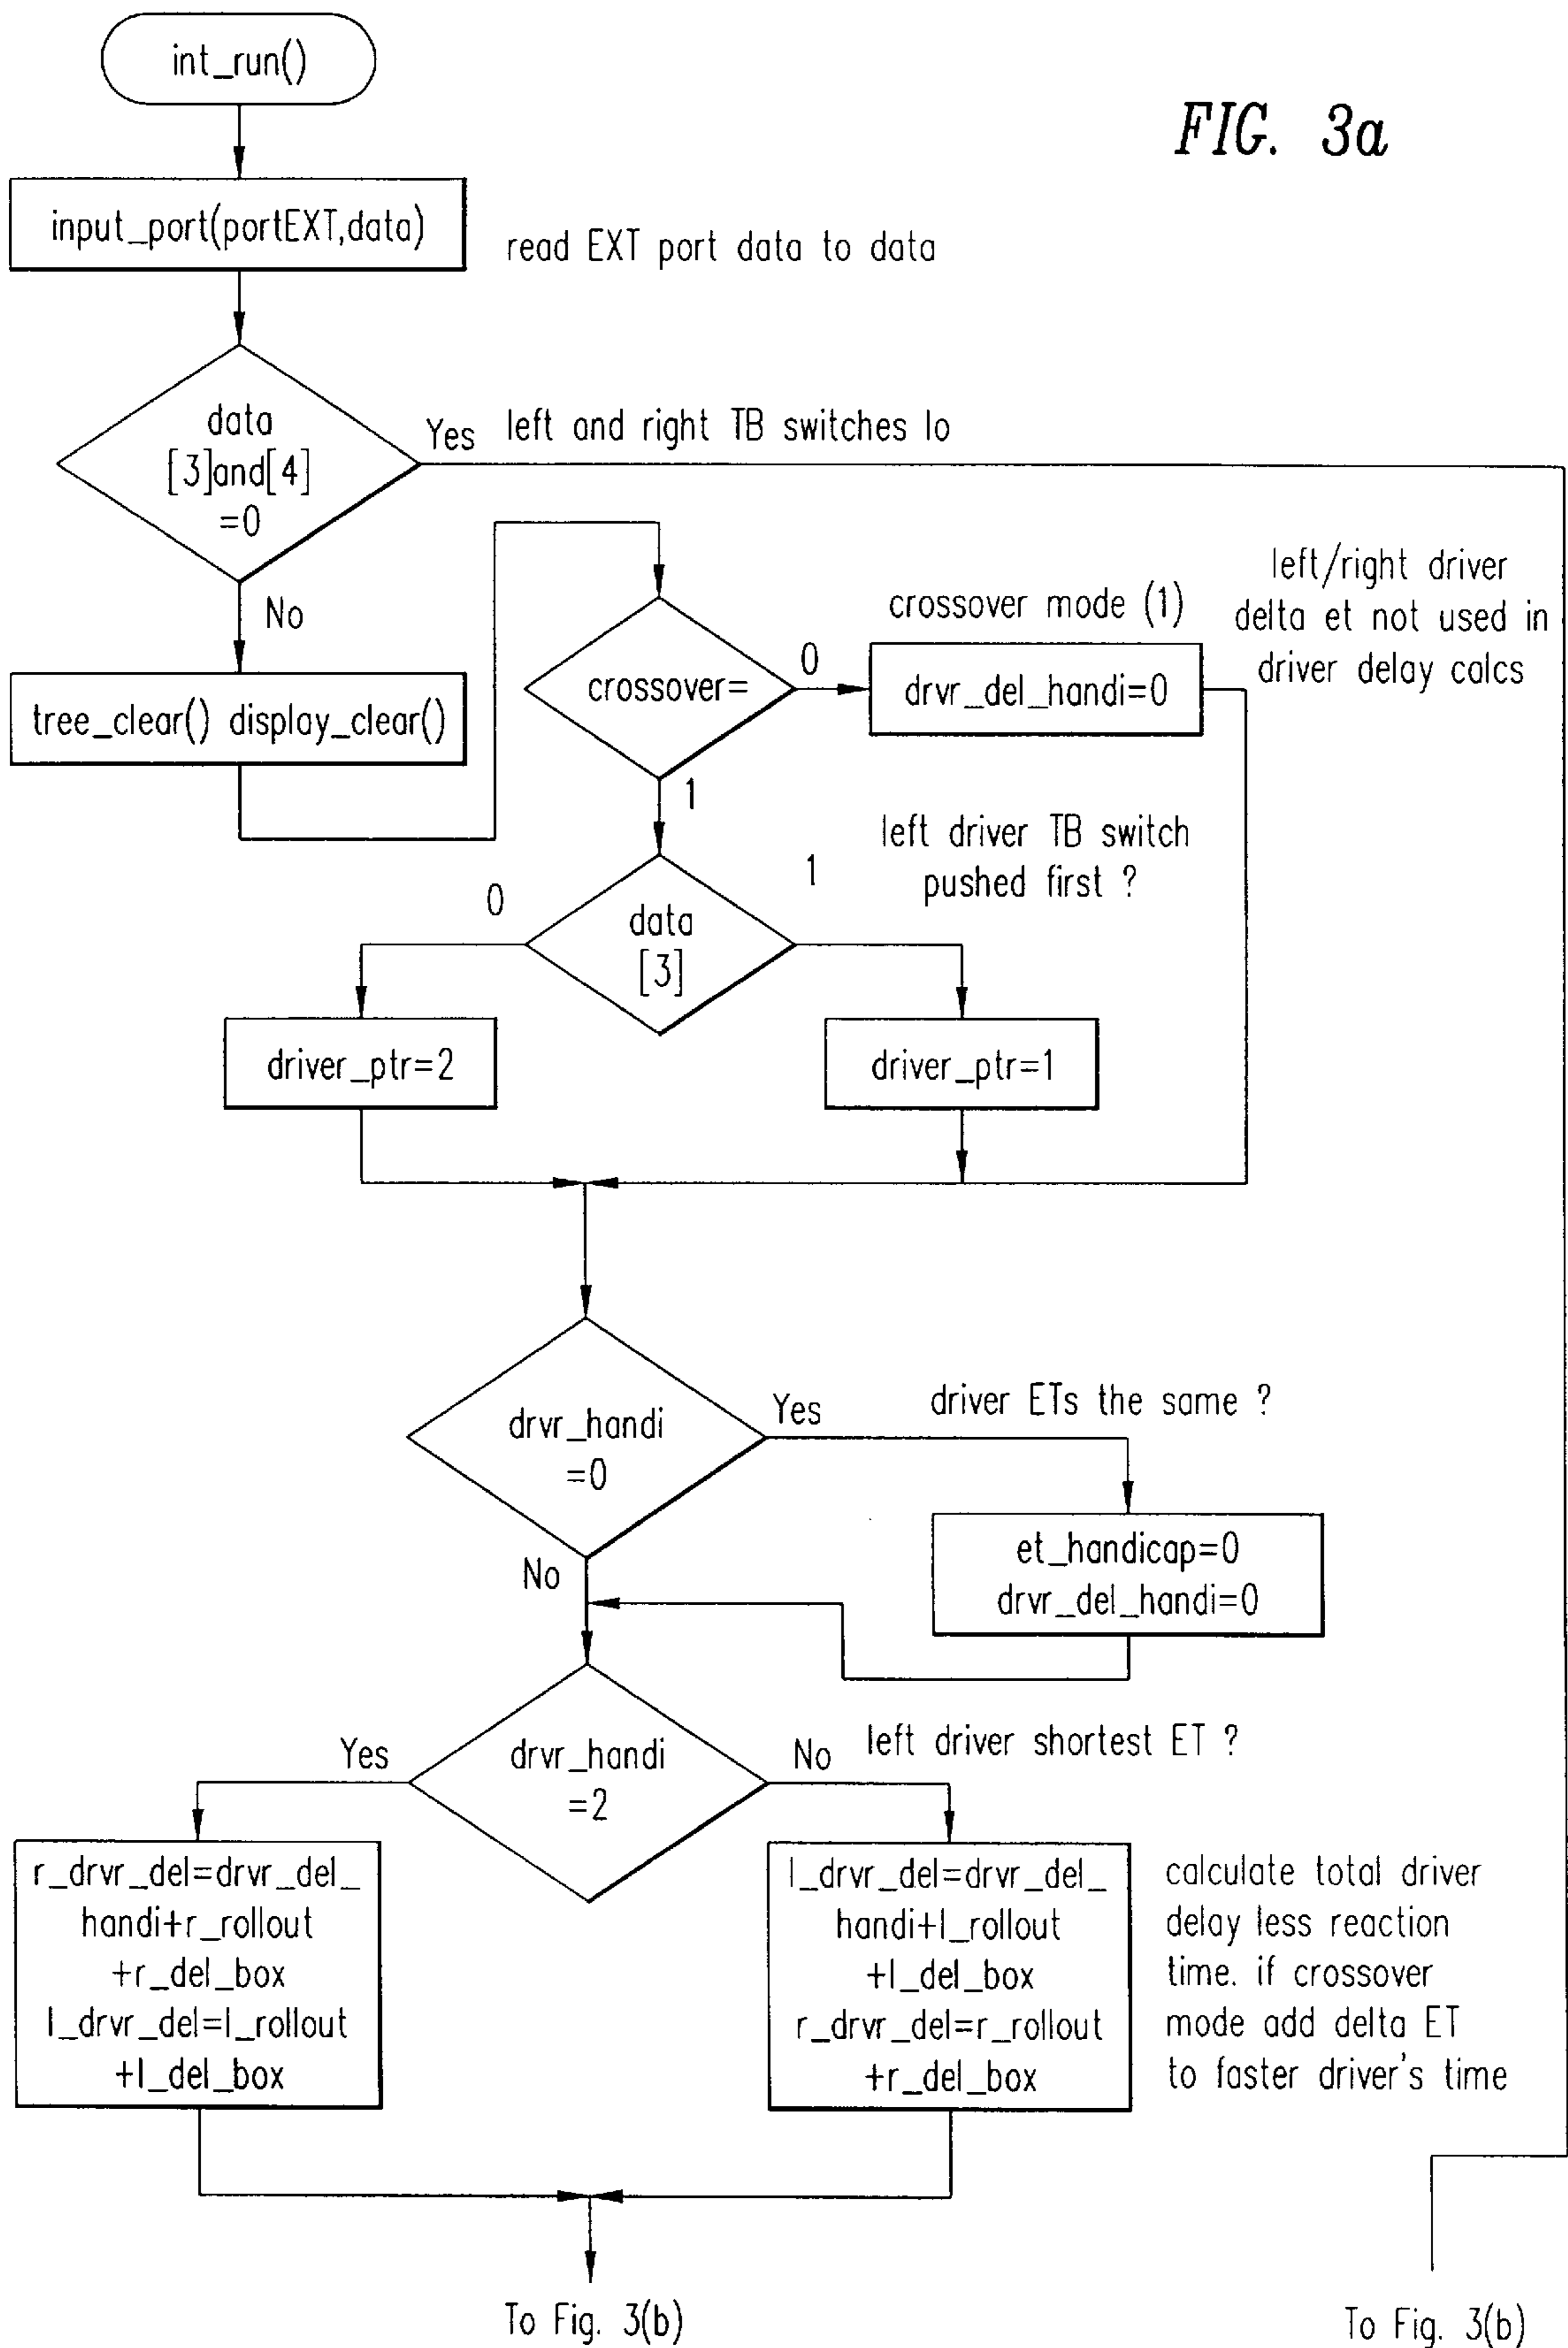 int_run()
FIG. 3a
input_port(portEXT,data)
read EXT port data to data
data
[3]and[4]
=0
Yes
left and right TB switches lo
No
tree_clear() display_clear()
crossover=
0
crossover mode (1)
drvr_del_handi=0
left/right driver
delta et not used in
driver delay calcs
1
left driver TB switch
pushed first ?
0
data
[3]
1
driver_ptr=2
driver_ptr=1
drvr_handi
=0
Yes
driver ETs the same ?
et_handicap=0
drvr_del_handi=0
No
drvr_handi
=2
Yes
No
left driver shortest ET ?
r_drvr_del=drvr_del_
handi+r_rollout
+r_del_box
l_drvr_del=l_rollout
+l_del_box
l_drvr_del=drvr_del_
handi+l_rollout
+l_del_box
r_drvr_del=r_rollout
+r_del_box
calculate total driver
delay less reaction
time. if crossover
mode add delta ET
to faster driver's time
To Fig. 3(b)
To Fig. 3(b)